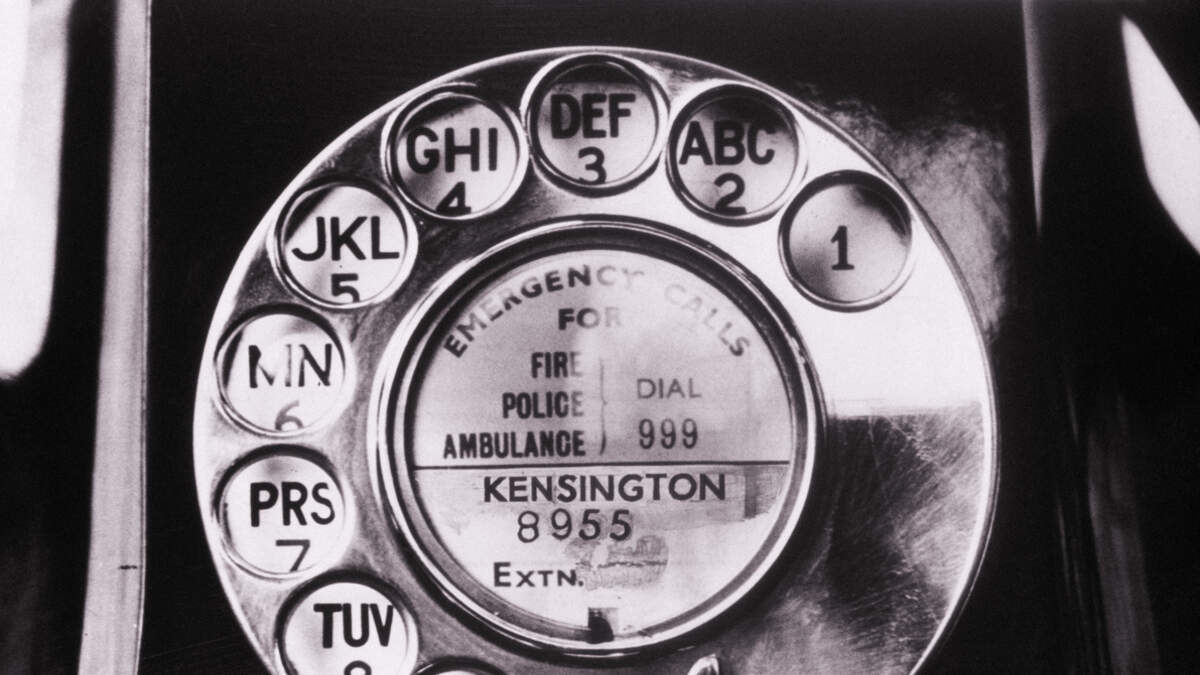 DEF
3
ABC
2
1
GHI
4
JKL
5
MN
6
PRS
7
TUV
8
EMERGENCY CALLS
FOR
FIRE
POLICE
AMBULANCE
DIAL
999
KENSINGTON
8955
EXTN.